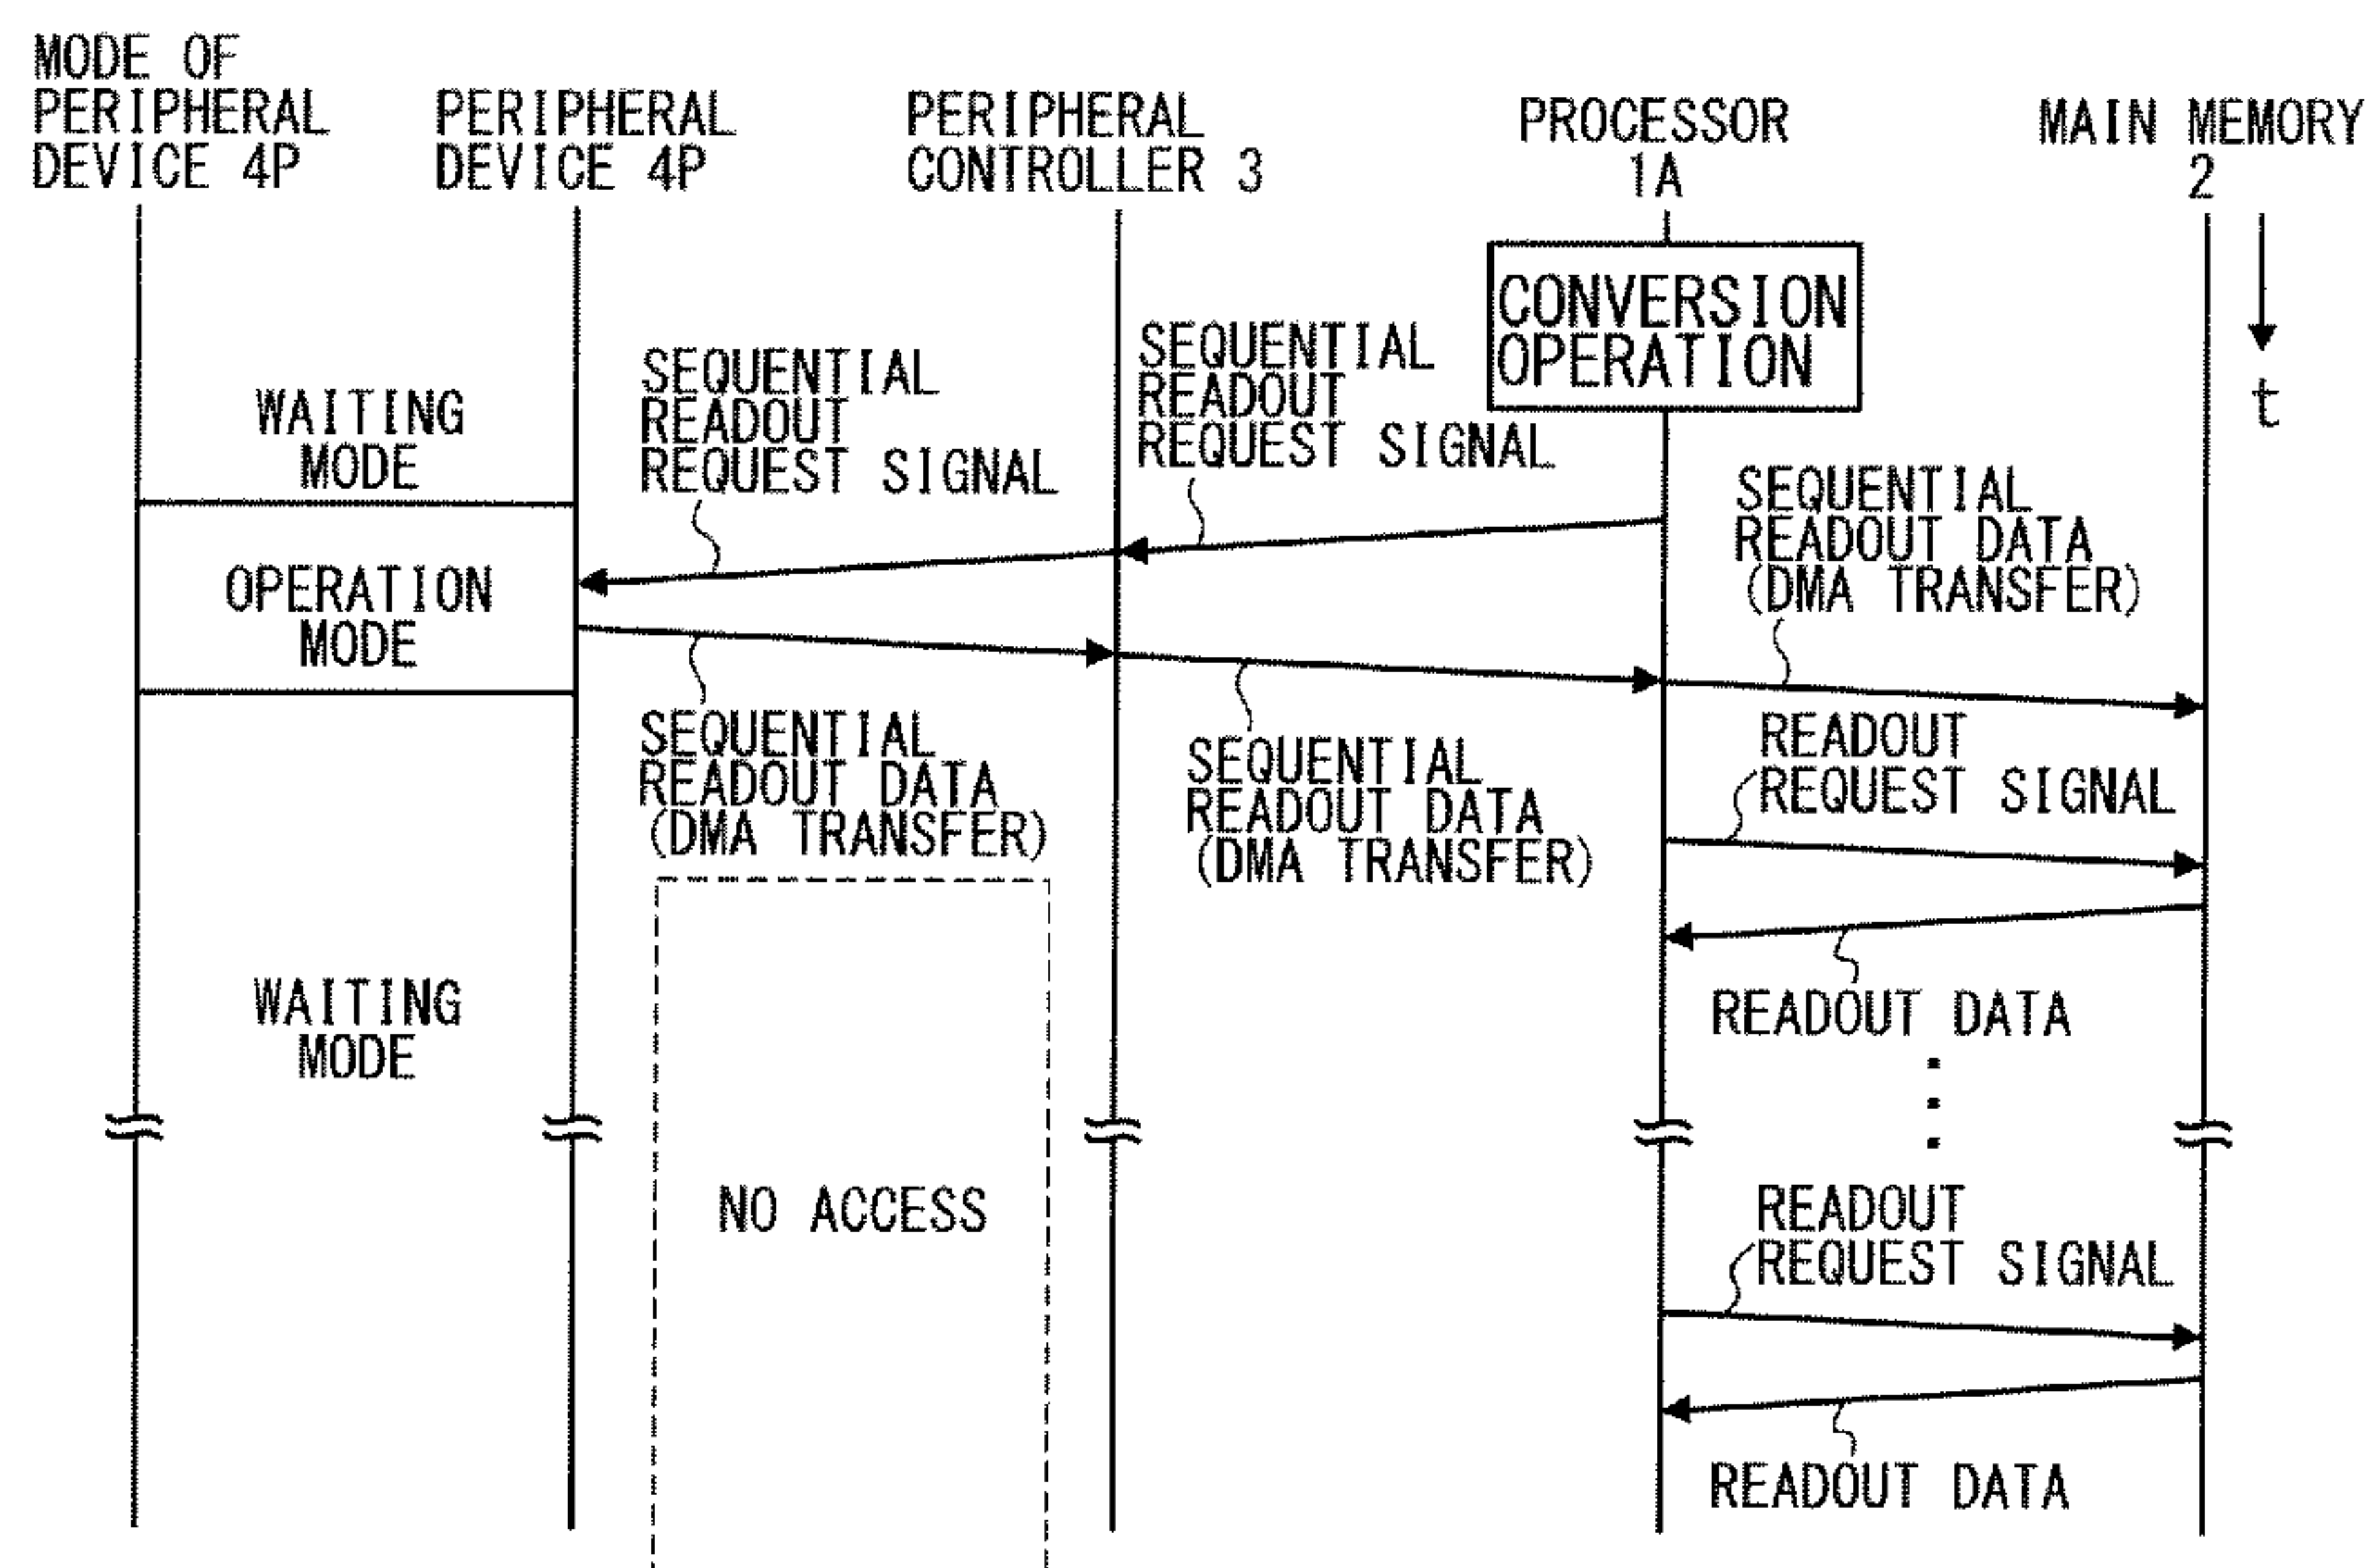 MODE OF
PERIPHERAL
DEVICE 4P
PERIPHERAL
DEVICE 4P
PERIPHERAL
CONTROLLER 3
PROCESSOR
1A
MAIN MEMORY
2
CONVERSION
OPERATION
t
WAITING
MODE
SEQUENTIAL
READOUT
REQUEST SIGNAL
SEQUENTIAL
READOUT
REQUEST SIGNAL
SEQUENTIAL
READOUT DATA
(DMA TRANSFER)
OPERATION
MODE
SEQUENTIAL
READOUT DATA
(DMA TRANSFER)
SEQUENTIAL
READOUT DATA
(DMA TRANSFER)
READOUT
REQUEST SIGNAL
READOUT DATA
WAITING
MODE
NO ACCESS
READOUT
REQUEST SIGNAL
READOUT DATA